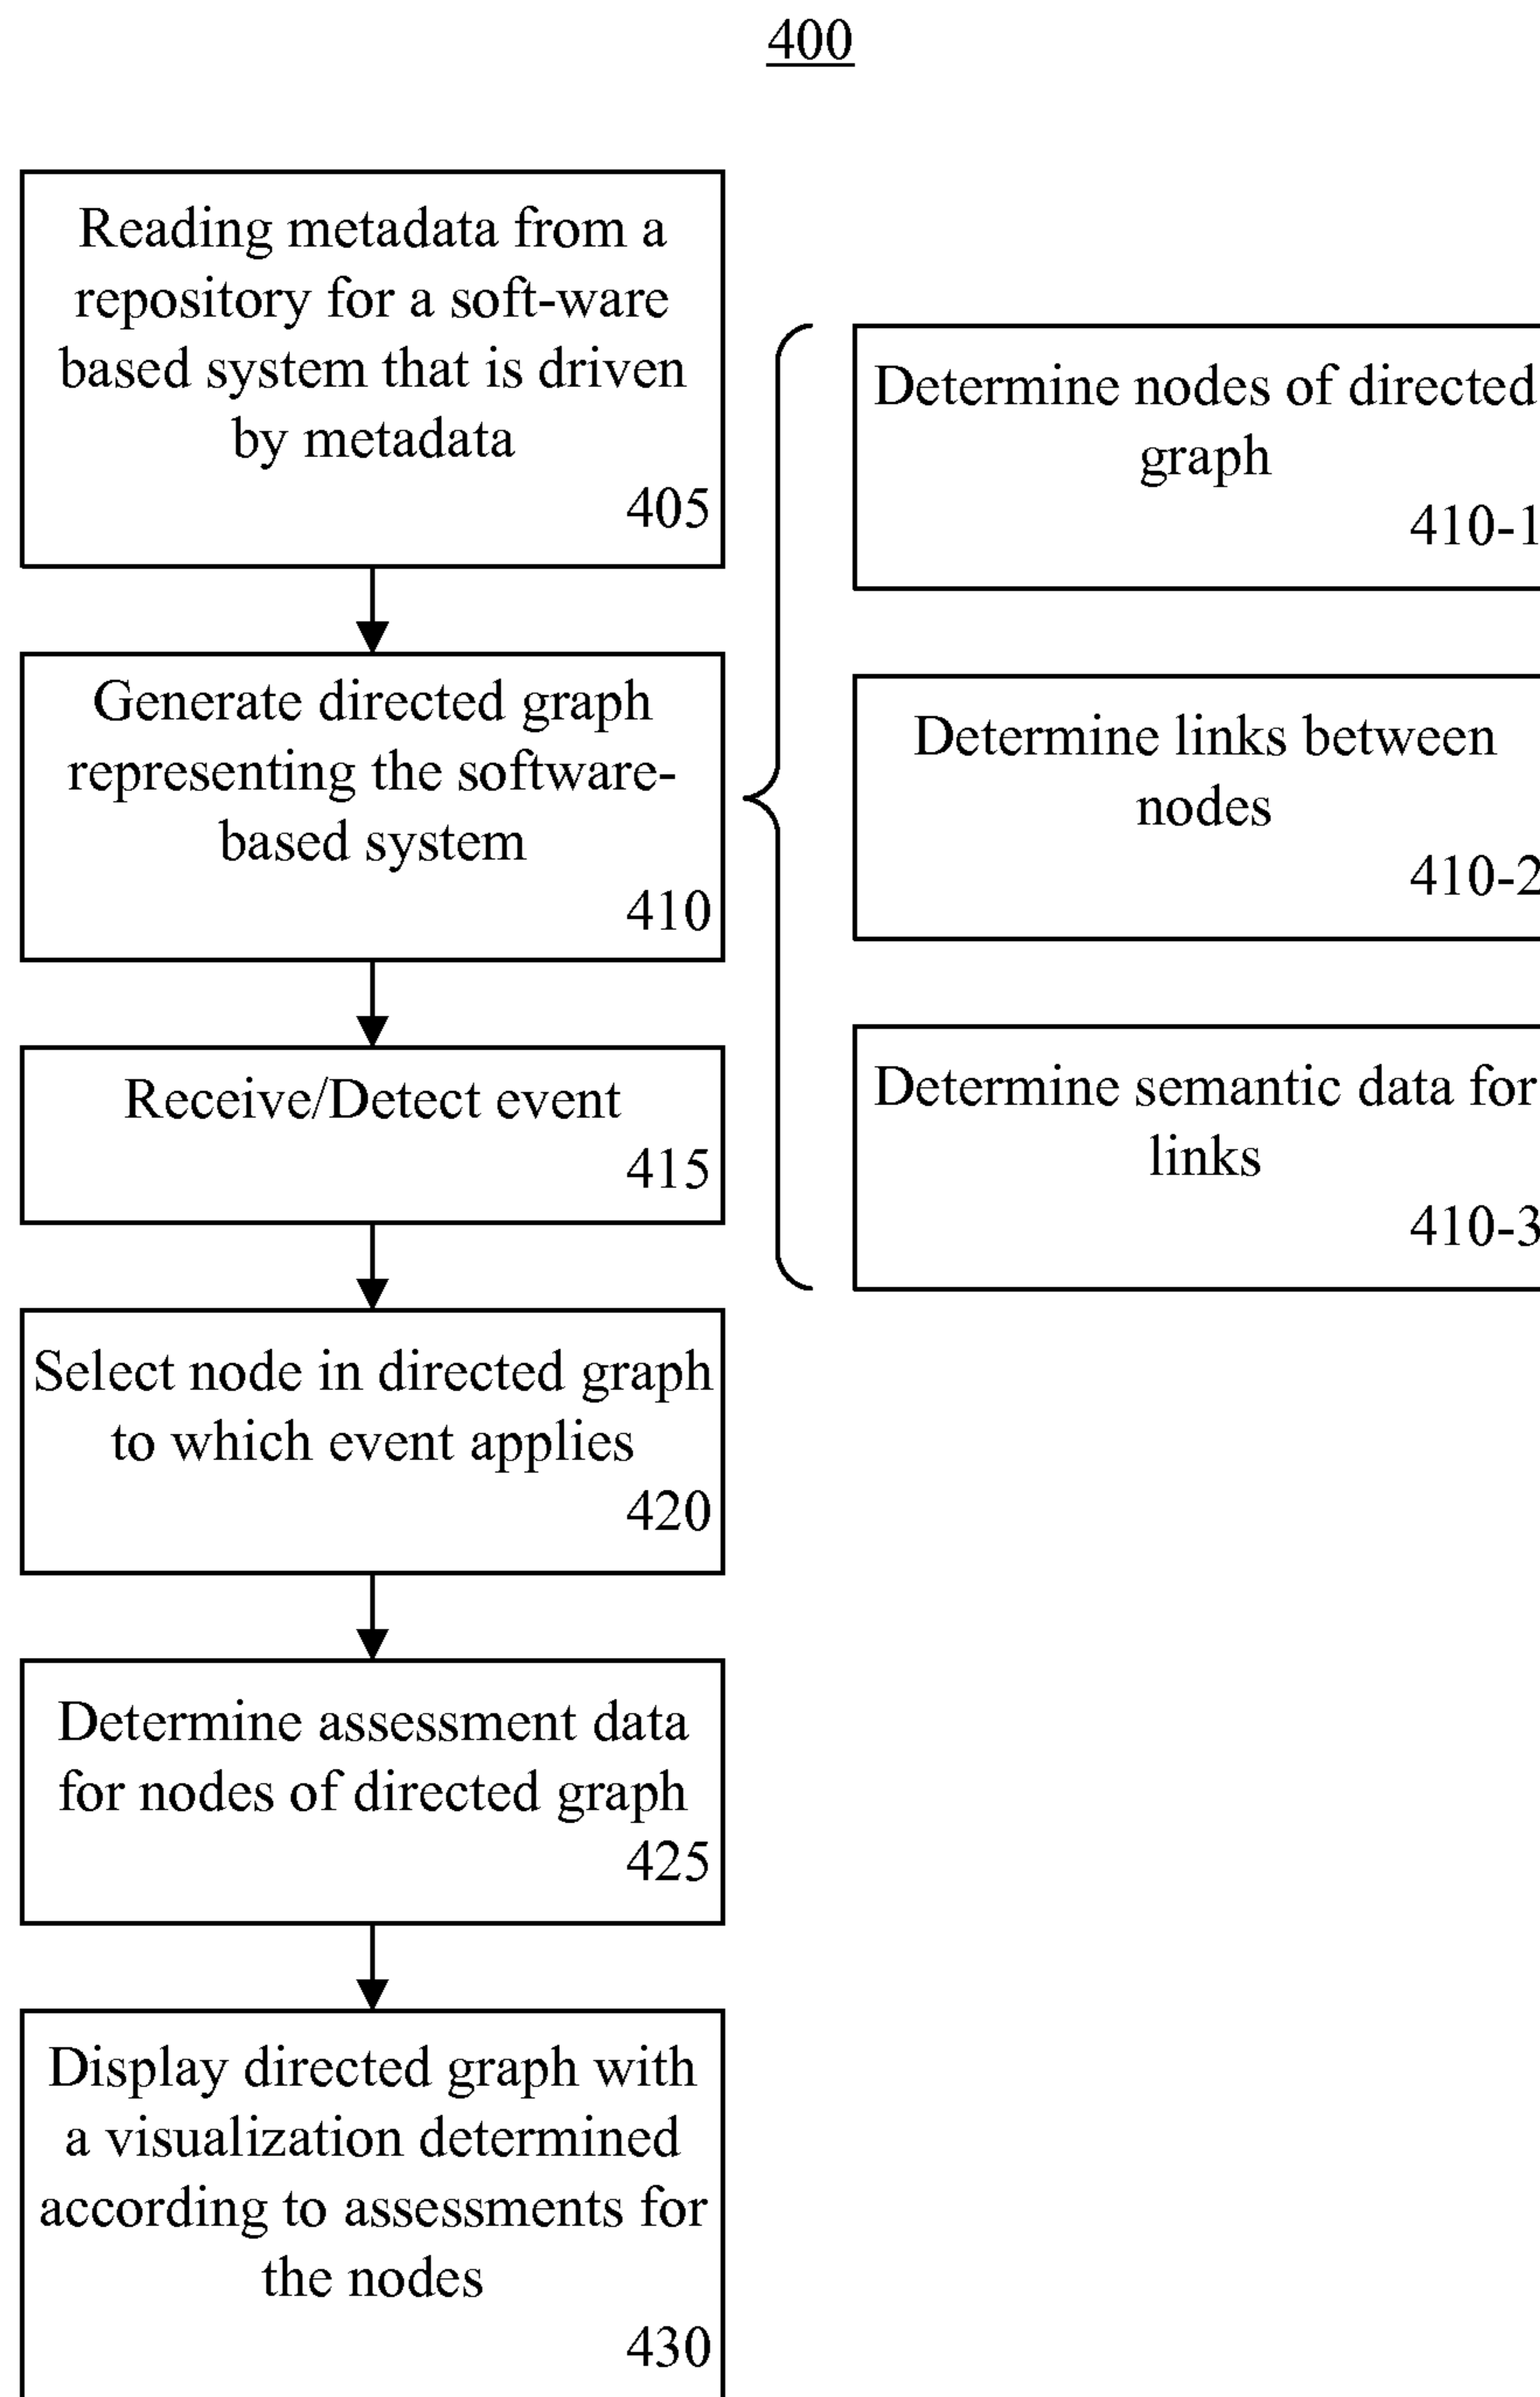 400
Reading metadata from a
repository for a soft-ware
based system that is driven
by metadata
405
Generate directed graph
representing the software-
based system
410
Receive/Detect event
415
Select node in directed graph
to which event applies
420
Determine assessment data
for nodes of directed graph
425
Display directed graph with
a visualization determined
according to assessments for
the nodes
430
Determine nodes of directed
graph
410-1
Determine links between
nodes
410-2
Determine semantic data for
links
410-3